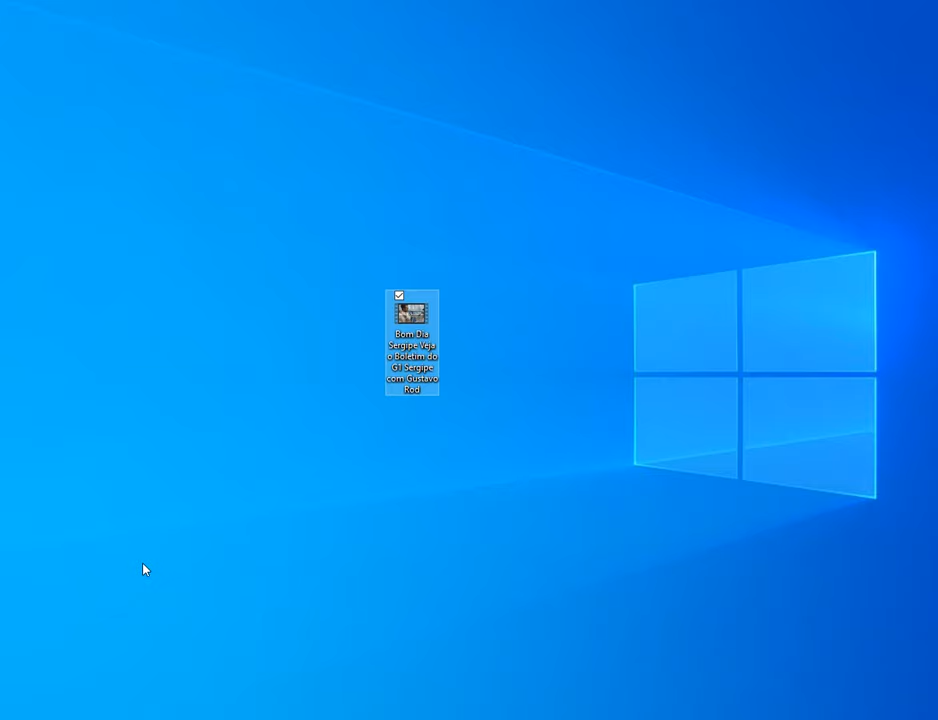 Bom Dia
Sergipe Veja
o Boletim do
G1 Sergipe
com Gustavo
Rod